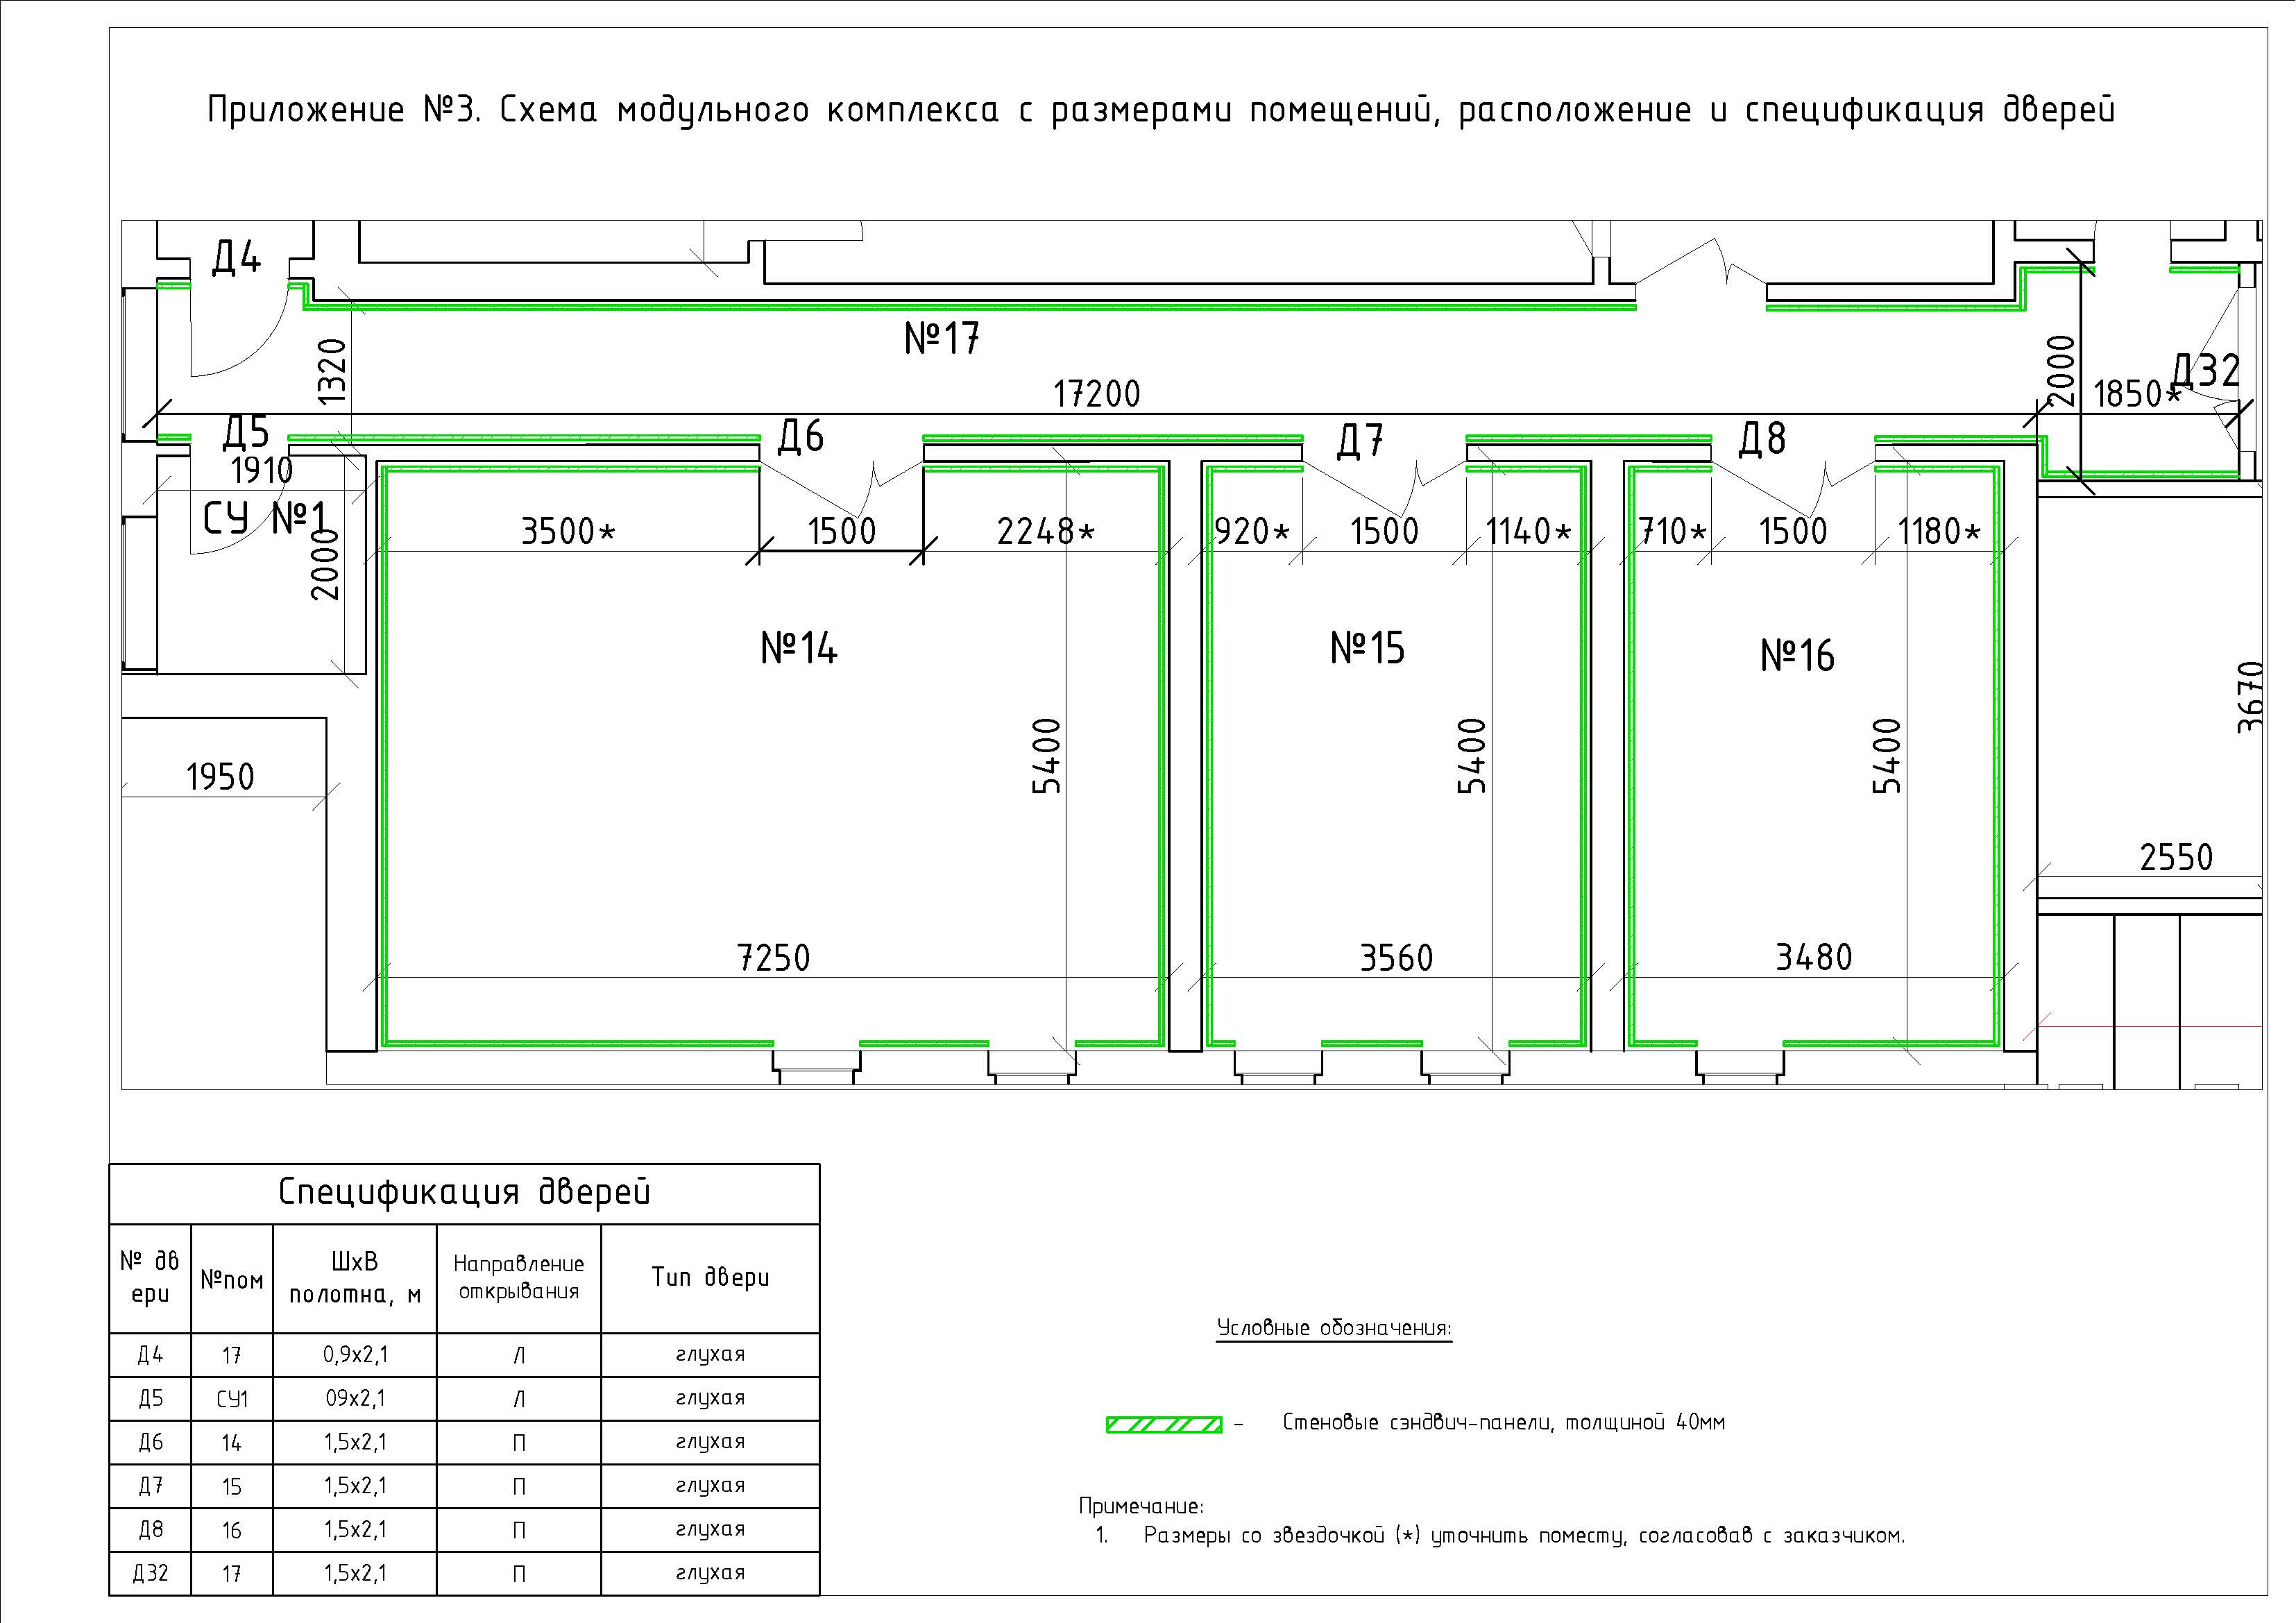 Приложение №3. Схема модульного комплекса с размерами помещений, расположение и спецификация дверей
Д4
№17
1320
17200
2000
1850*
Д32
Д5
Д6
Д7
Д8
1910
СУ №1
2000
3500*
1500
2248*
920*
1500
1140*
710*
1500
1180*
№14
№15
№16
5400
5400
5400
3670
1950
2550
7250
3560
3480
Спецификация дверей
№ дв
ери
№пом
ШхВ
полотна, м
Направление
открывания
Тип двери
Д4 17 0,9х2,1 Л глухая
Д5 СУ1 09х2,1 Л глухая
Д6 14 1,5х2,1 П глухая
Д7 15 1,5х2,1 П глухая
Д8 16 1,5х2,1 П глухая
Д32 17 1,5х2,1 П глухая
Условные обозначения:
– Стеновые сэндвич-панели, толщиной 40мм
Примечание:
1. Размеры со звездочкой (*) уточнить поместу, согласовав с заказчиком.